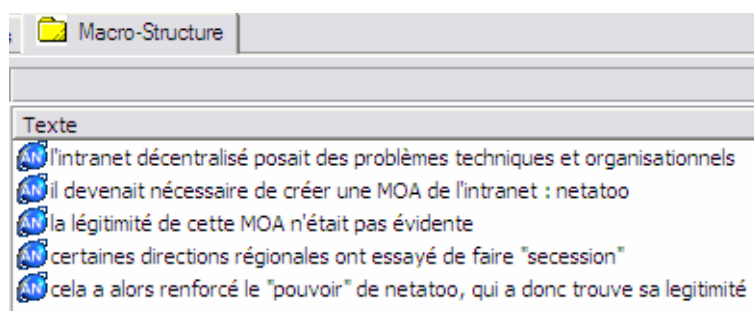 Macro-Structure
Texte
l'intranet décentralisé posait des problèmes techniques et organisationnels
il devenait nécessaire de créer une MOA de l'intranet : netatoo
la légitimité de cette MOA n'était pas évidente
certaines directions régionales ont essayé de faire "secession"
cela a alors renforcé le "pouvoir" de netatoo, qui a donc trouve sa legitimité